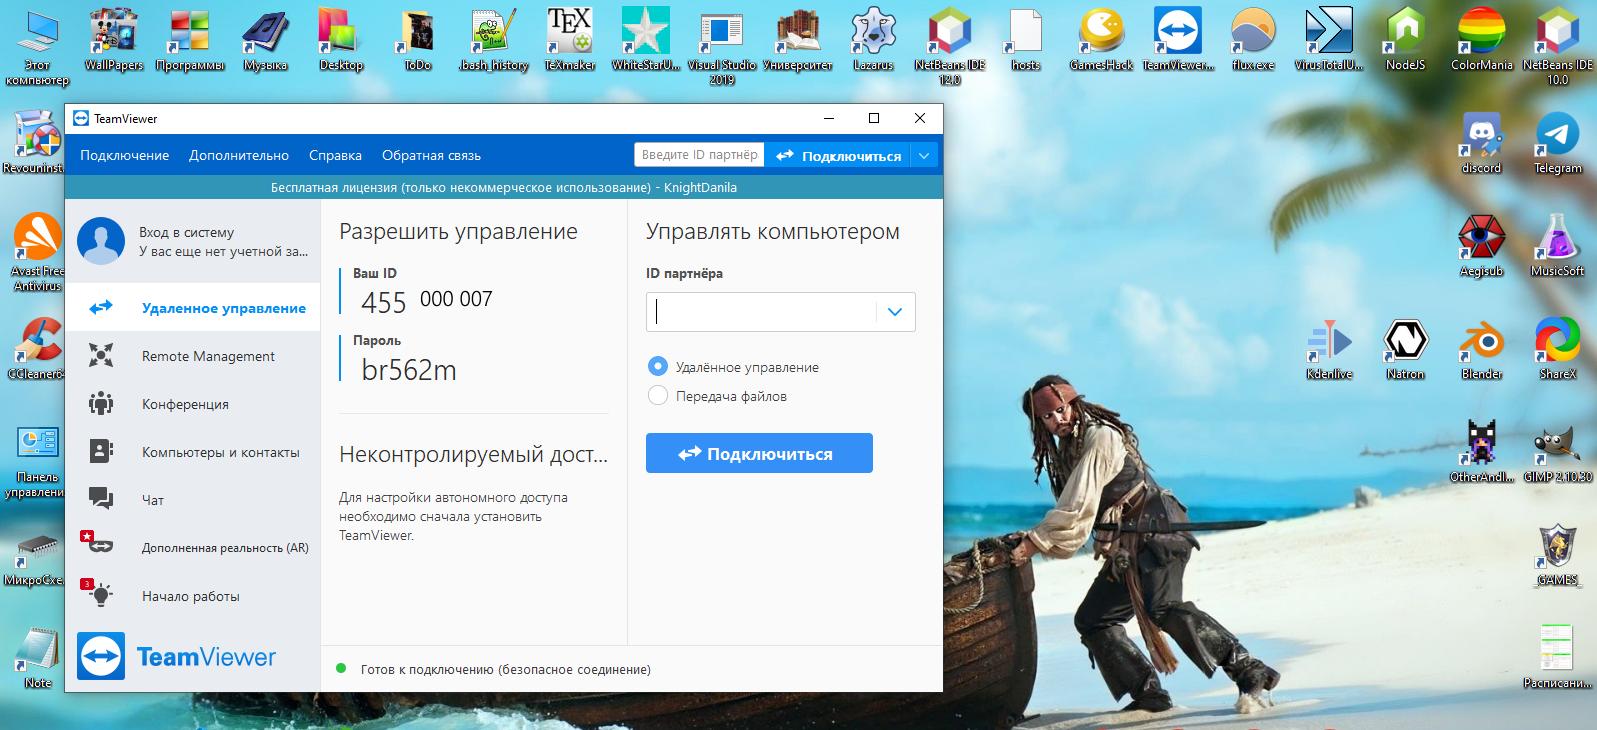 Этот
компьютер
WallPapers
Программы
Музыка
Desktop
ToDo
.bash_history
TeXmaker
WhiteStarU...
Visual Studio
2019
Университет
Lazarus
NetBeans IDE
12.0
hosts
GamesHack
TeamViewer...
flux.exe
VirusTotalU...
NodeJS
ColorMania
NetBeans IDE
10.0
Revouninst...
Avast Free
Antivirus
CCleaner64
Панель
управлени...
МикроСхе...
Note
TeamViewer
Подключение
Дополнительно
Справка
Обратная связь
Введите ID партнёр
Подключиться
Бесплатная лицензия (только некоммерческое использование) - KnightDanila
Вход в систему
У вас еще нет учетной за...
Удаленное управление
Remote Management
Конференция
Компьютеры и контакты
Чат
Дополненная реальность (AR)
3
Начало работы
TeamViewer
Разрешить управление
Ваш ID
455 000 007
Пароль
br562m
Неконтролируемый дост...
Для настройки автономного доступа
необходимо сначала установить
TeamViewer.
Управлять компьютером
ID партнёра
Удалённое управление
Передача файлов
Подключиться
Готов к подключению (безопасное соединение)
discord
Telegram
Aegisub
MusicSoft
Kdenlive
Natron
Blender
ShareX
OtherAndI...
GIMP 2.10.30
_GAMES_
Расписани...